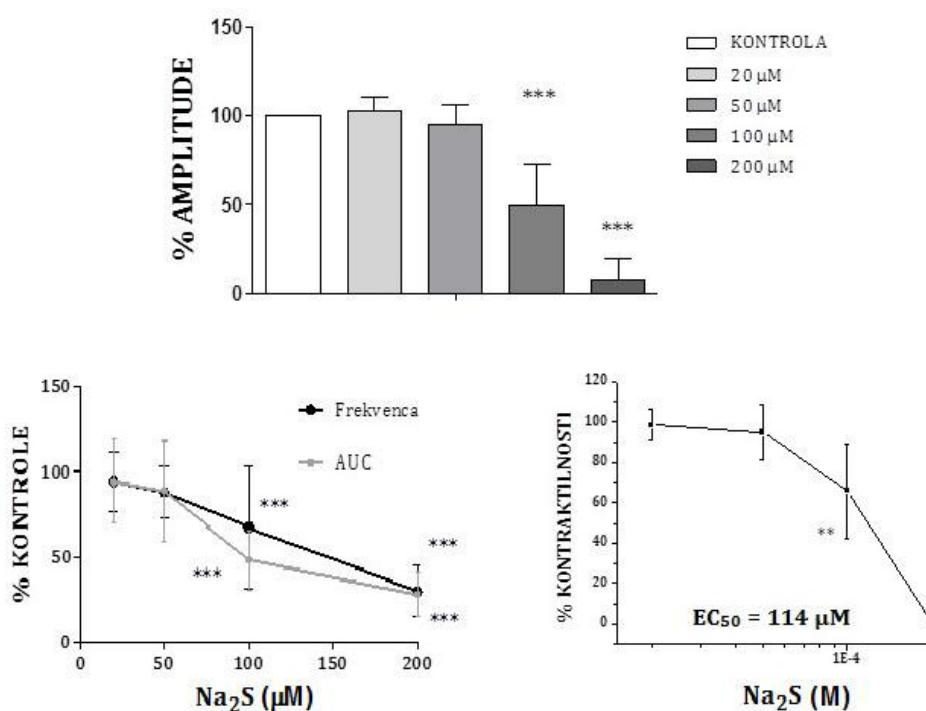 150
100
50
0
% AMPLITUDE
***
***
KONTROLA
20 µM
50 µM
100 µM
200 µM
150
100
50
0
% KONTROLE
Frekvenca
AUC
***
***
***
***
0
50
100
150
200
Na₂S (µM)
120
100
80
60
40
20
0
% KONTRAKTILNOSTI
**
EC₅₀ = 114 µM
1E-4
Na₂S (M)